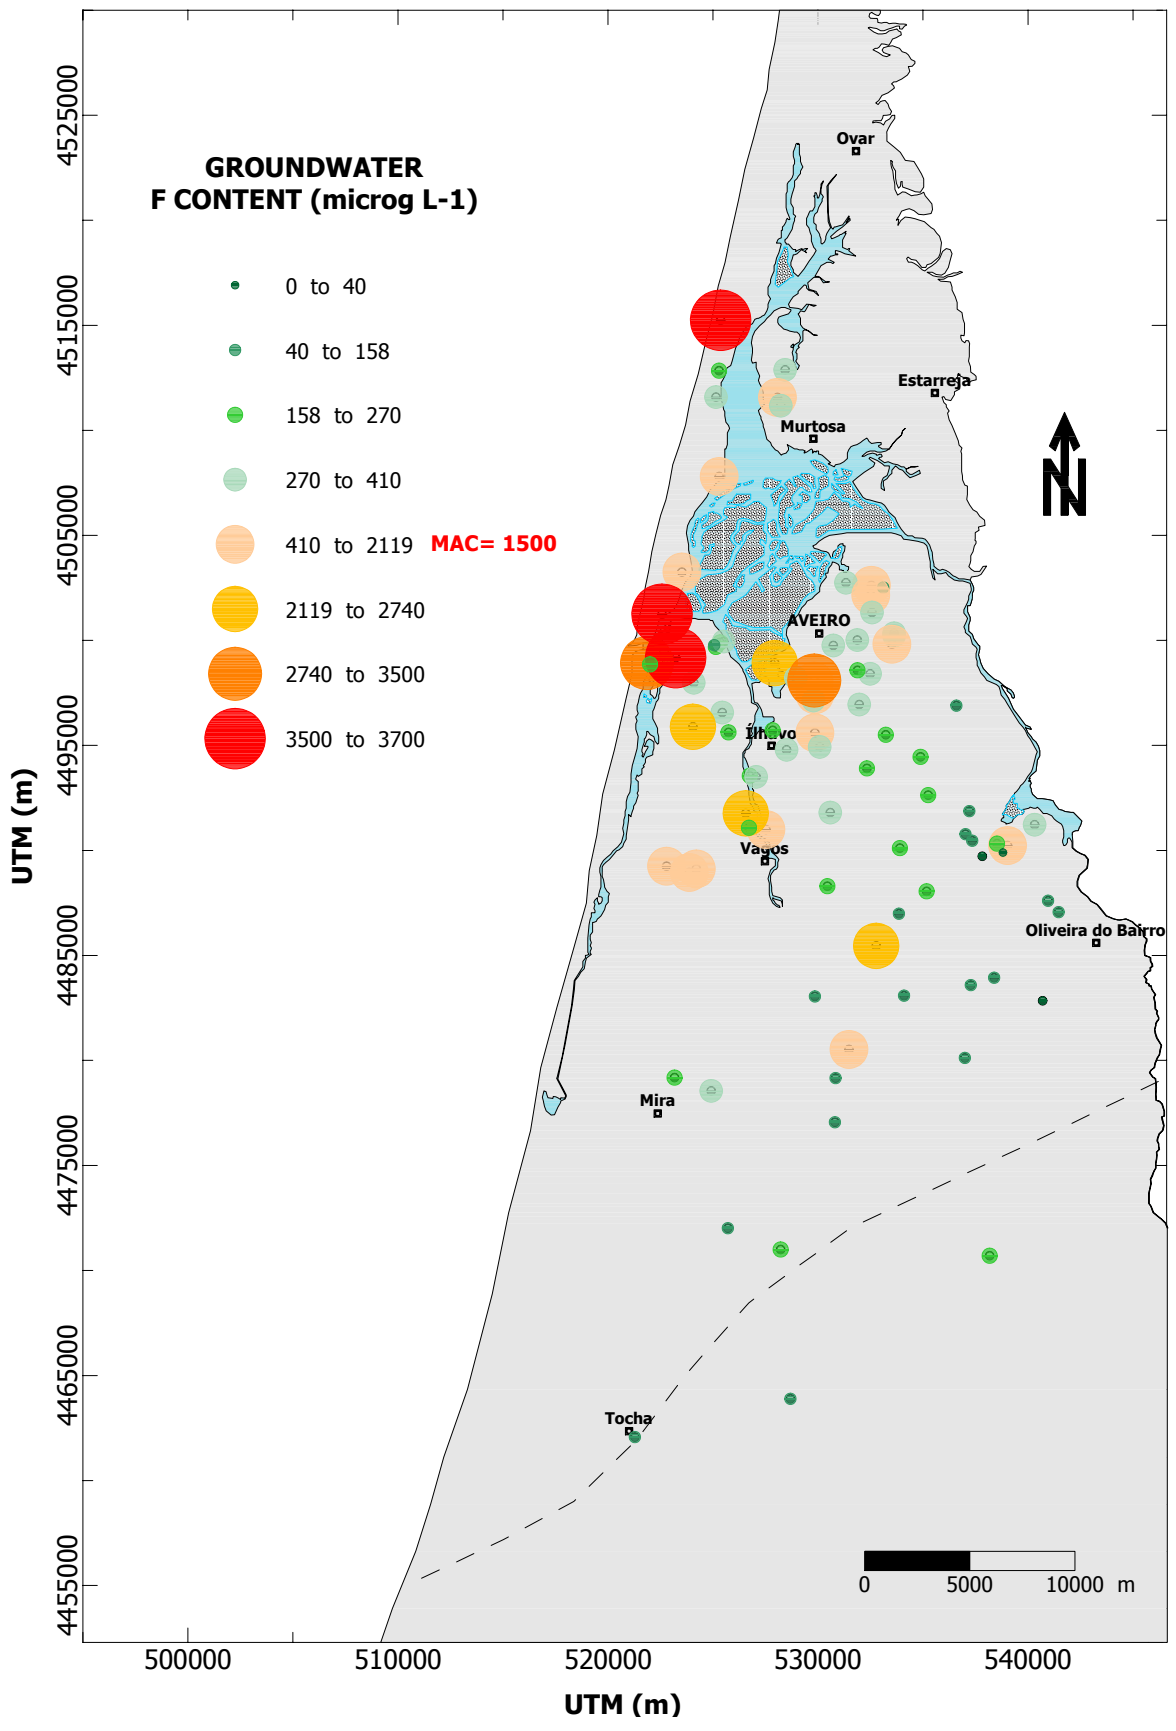 GROUNDWATER
F CONTENT (microg L-1)
0 to 40
40 to 158
158 to 270
270 to 410
410 to 2119 MAC= 1500
2119 to 2740
2740 to 3500
3500 to 3700
Ovar
Estarreja
Murtosa
N
AVEIRO
Ílhavo
Vagos
Oliveira do Bairro
Mira
Tocha
0 5000 10000 m
4525000
4515000
4505000
4495000
4485000
4475000
4465000
4455000
UTM (m)
500000 510000 520000 530000 540000
UTM (m)